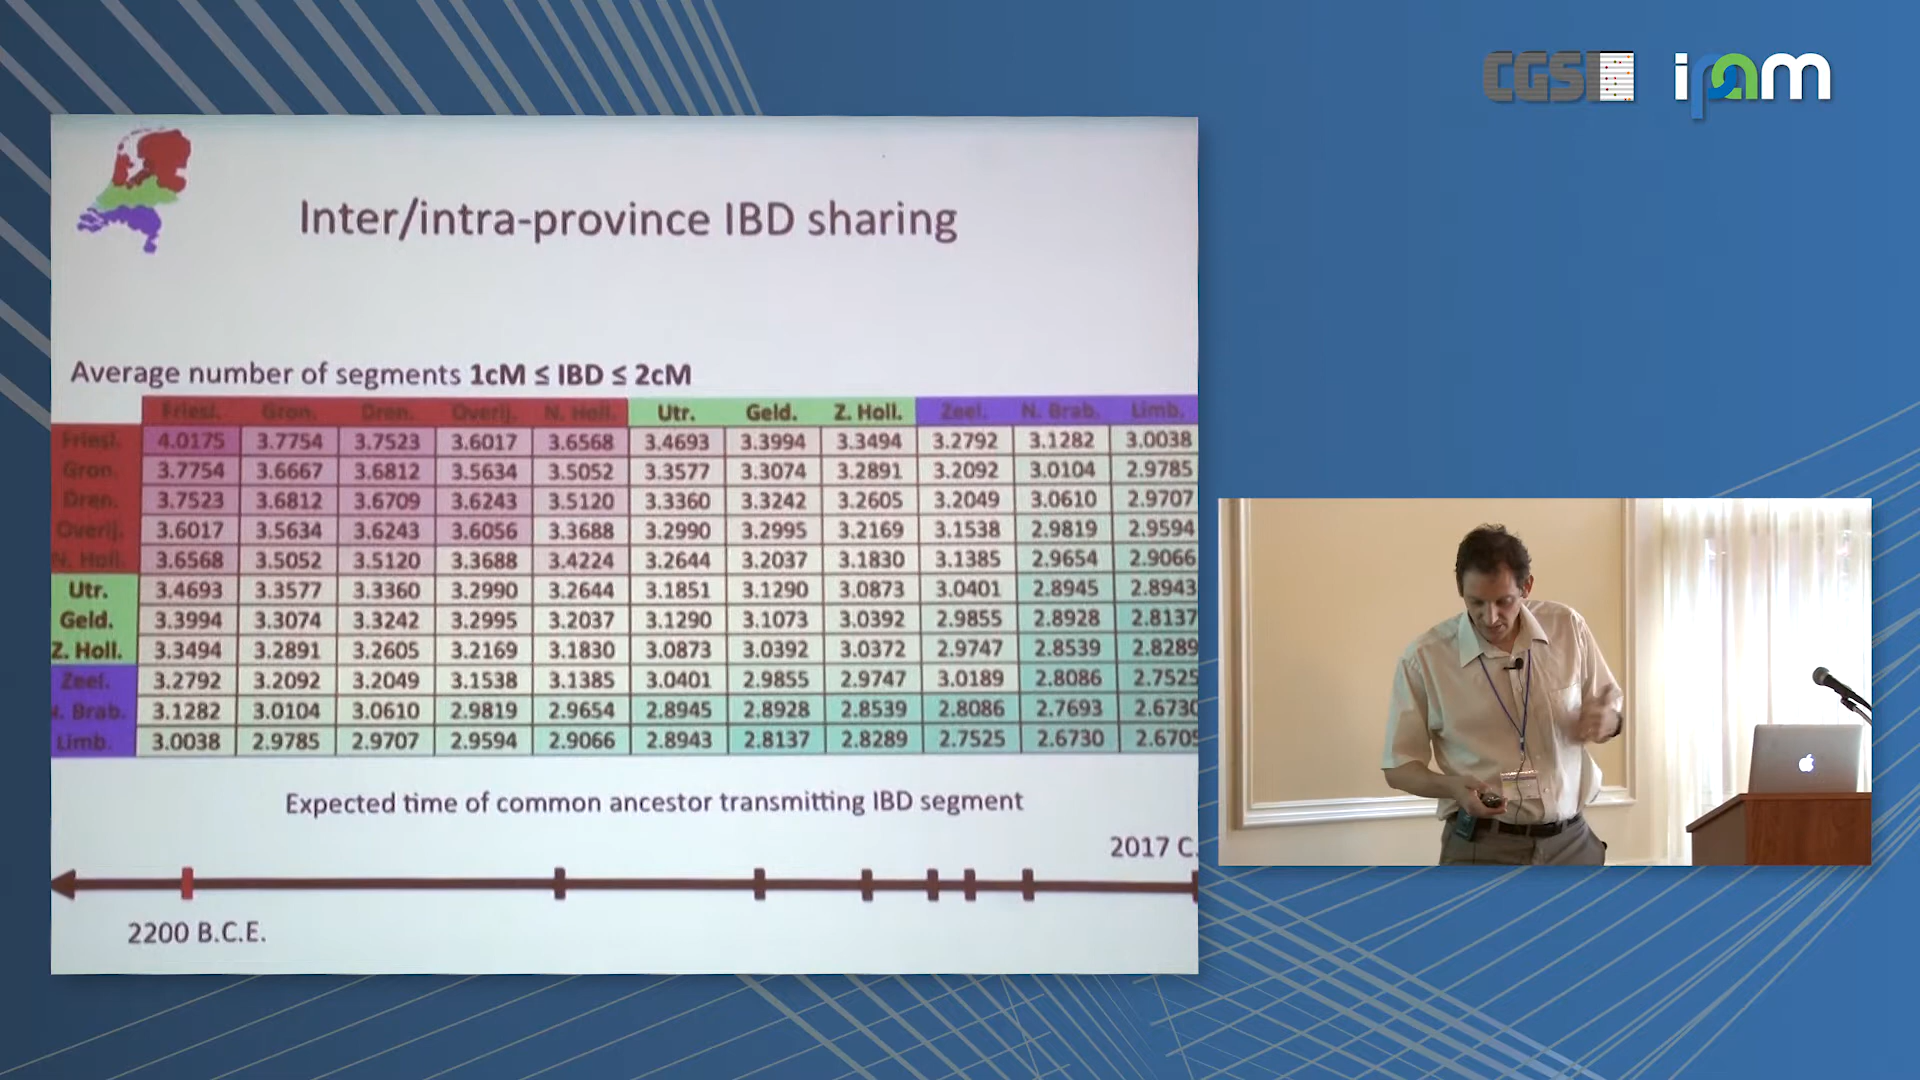 CGSI ipam
Inter/intra-province IBD sharing
Average number of segments 1cM ≤ IBD ≤ 2cM
Friesl. Gron. Dren. Overij. N. Holl. Utr. Geld. Z. Holl. Zeel. N. Brab. Limb.
Friesl. 4.0175 3.7754 3.7523 3.6017 3.6568 3.4693 3.3994 3.3494 3.2792 3.1282 3.0038
Gron. 3.7754 3.6667 3.6812 3.5634 3.5052 3.3577 3.3074 3.2891 3.2092 3.0104 2.9785
Dren. 3.7523 3.6812 3.6709 3.6243 3.5120 3.3360 3.3242 3.2605 3.2049 3.0610 2.9707
Overij. 3.6017 3.5634 3.6243 3.6056 3.3688 3.2990 3.2995 3.2169 3.1538 2.9819 2.9594
N. Holl. 3.6568 3.5052 3.5120 3.3688 3.4224 3.2644 3.2037 3.1830 3.1385 2.9654 2.9066
Utr. 3.4693 3.3577 3.3360 3.2990 3.2644 3.1851 3.1290 3.0873 3.0401 2.8945 2.8943
Geld. 3.3994 3.3074 3.3242 3.2995 3.2037 3.1290 3.1073 3.0392 2.9855 2.8928 2.8137
Z. Holl. 3.3494 3.2891 3.2605 3.2169 3.1830 3.0873 3.0392 3.0372 2.9747 2.8539 2.8289
Zeel. 3.2792 3.2092 3.2049 3.1538 3.1385 3.0401 2.9855 2.9747 3.0189 2.8086 2.7525
. Brab. 3.1282 3.0104 3.0610 2.9819 2.9654 2.8945 2.8928 2.8539 2.8086 2.7693 2.6730
Limb. 3.0038 2.9785 2.9707 2.9594 2.9066 2.8943 2.8137 2.8289 2.7525 2.6730 2.6705
Expected time of common ancestor transmitting IBD segment
2017 C.
2200 B.C.E.